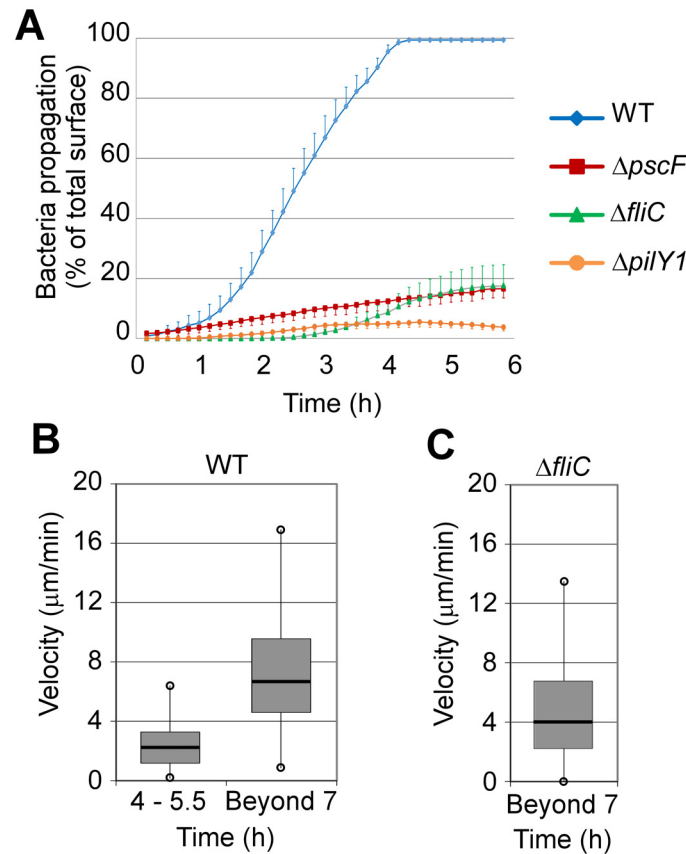 A
Bacteria propagation
(% of total surface)
100
80
60
40
20
0
0 1 2 3 4 5 6
Time (h)
WT
ΔpscF
ΔfliC
ΔpilY1
B
WT
Velocity (µm/min)
20
16
12
8
4
0
4 - 5.5 Beyond 7
Time (h)
C
ΔfliC
Velocity (µm/min)
20
16
12
8
4
0
Beyond 7
Time (h)